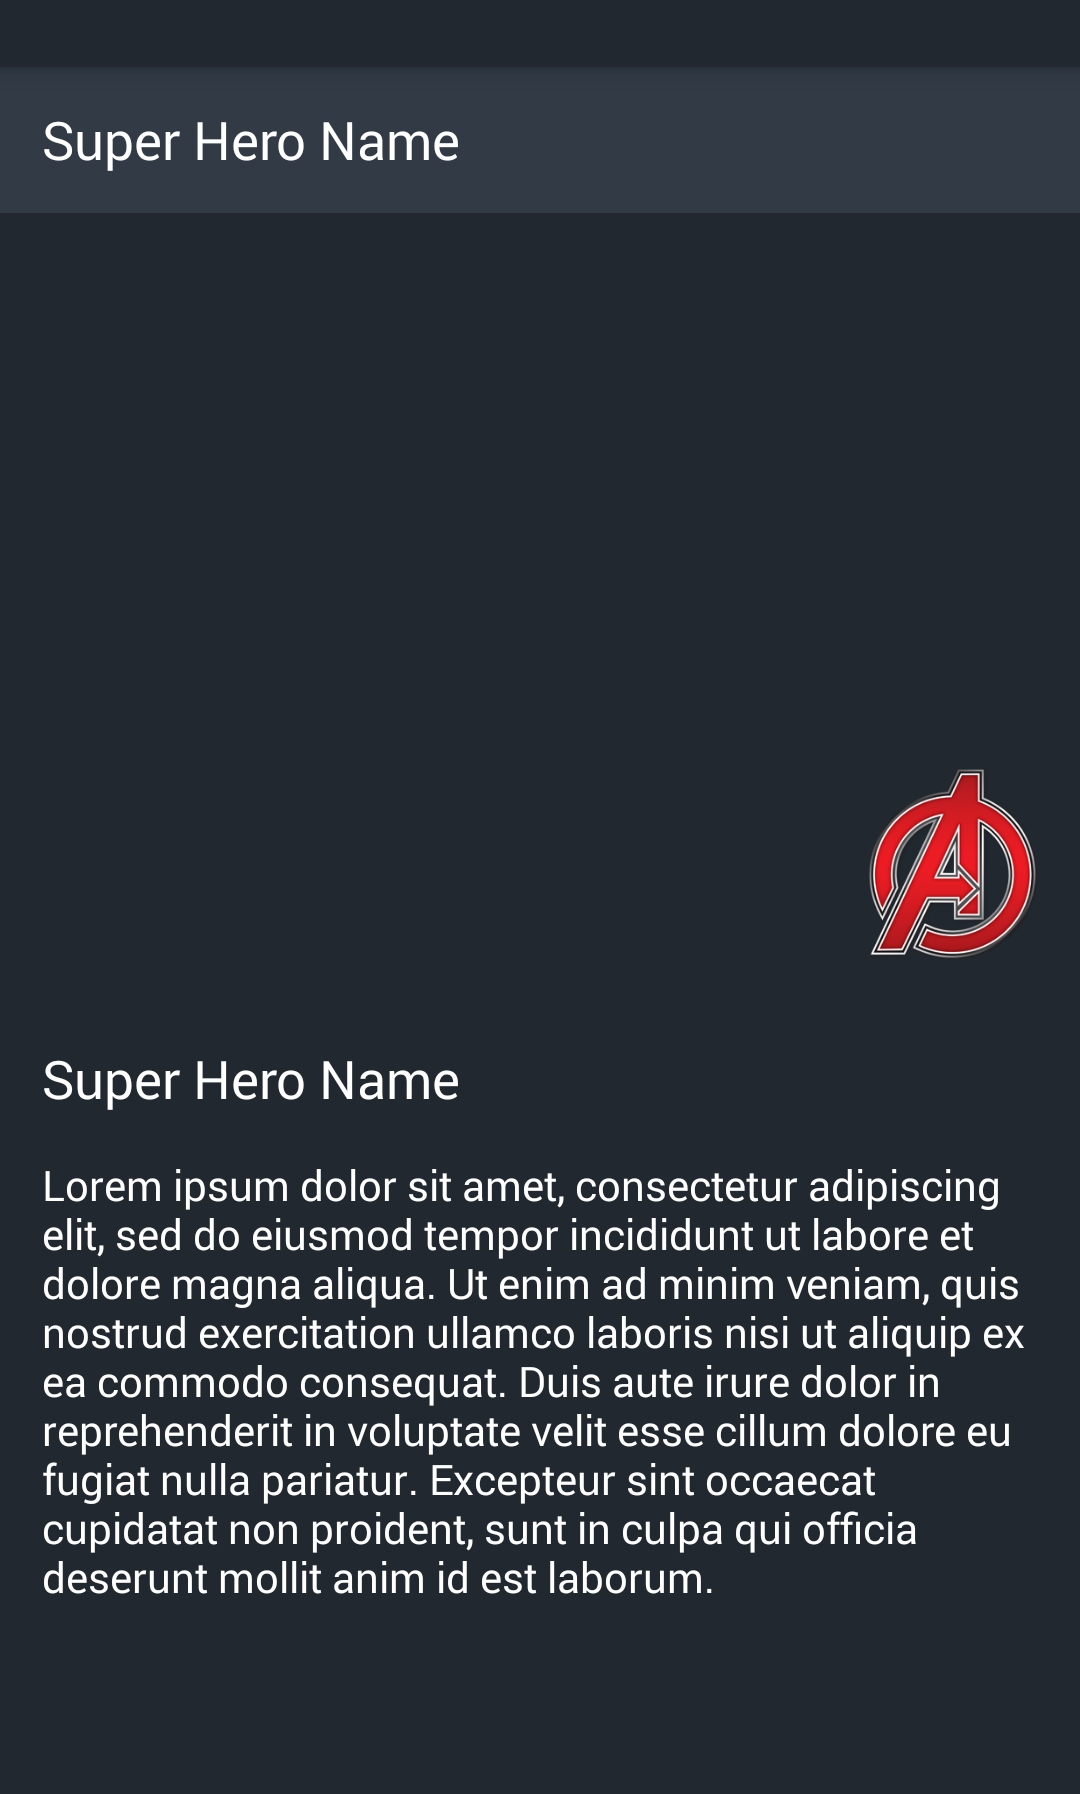 Super Hero Name
Super Hero Name
Lorem ipsum dolor sit amet, consectetur adipiscing
elit, sed do eiusmod tempor incididunt ut labore et
dolore magna aliqua. Ut enim ad minim veniam, quis
nostrud exercitation ullamco laboris nisi ut aliquip ex
ea commodo consequat. Duis aute irure dolor in
reprehenderit in voluptate velit esse cillum dolore eu
fugiat nulla pariatur. Excepteur sint occaecat
cupidatat non proident, sunt in culpa qui officia
deserunt mollit anim id est laborum.